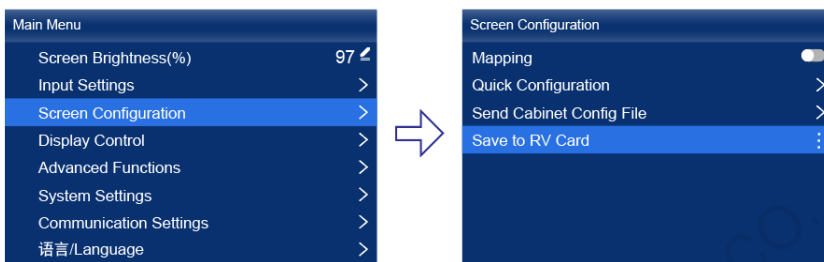 Main Menu
Screen Brightness(%) 97
Input Settings
Screen Configuration
Display Control
Advanced Functions
System Settings
Communication Settings
语言/Language
Screen Configuration
Mapping
Quick Configuration
Send Cabinet Config File
Save to RV Card